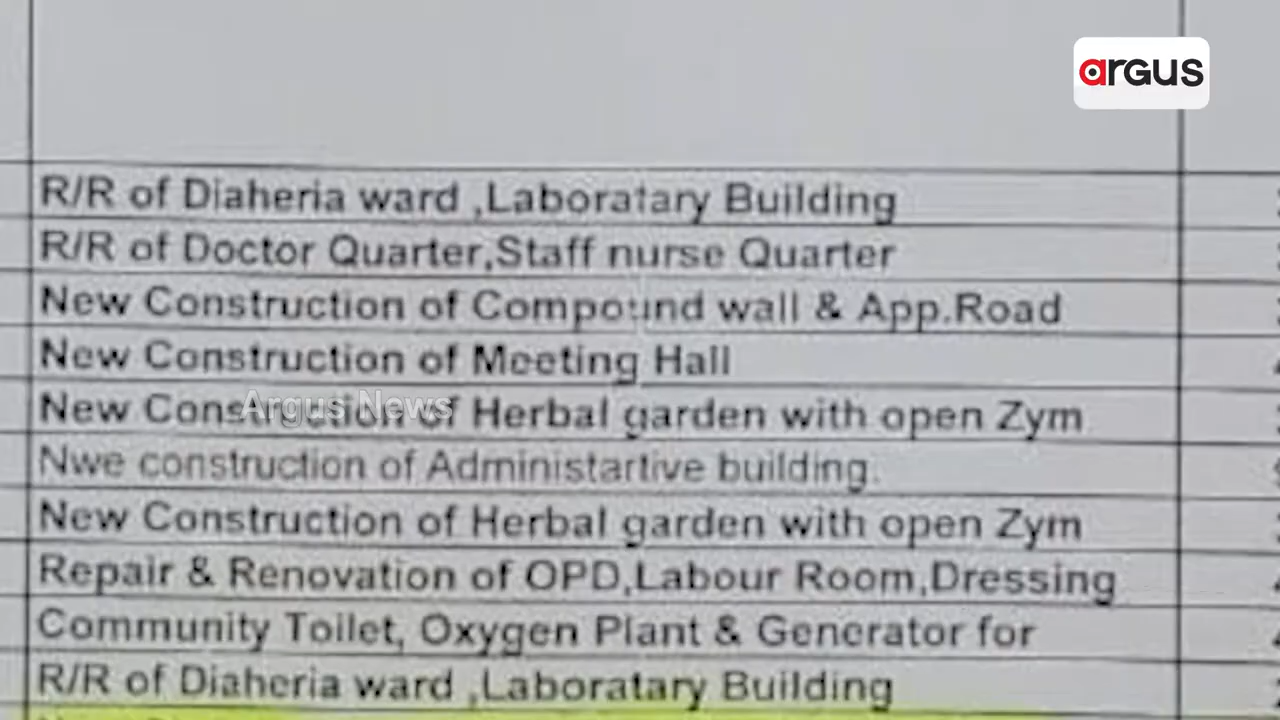 argus
R/R of Diaheria ward ,Laboratary Building
R/R of Doctor Quarter,Staff nurse Quarter
New Construction of Compound wall & App.Road
New Construction of Meeting Hall
New Construction of Herbal garden with open Zym
Argus News
Nwe construction of Administartive building.
New Construction of Herbal garden with open Zym
Repair & Renovation of OPD,Labour Room,Dressing
Community Toilet, Oxygen Plant & Generator for
R/R of Diaheria ward ,Laboratary Building